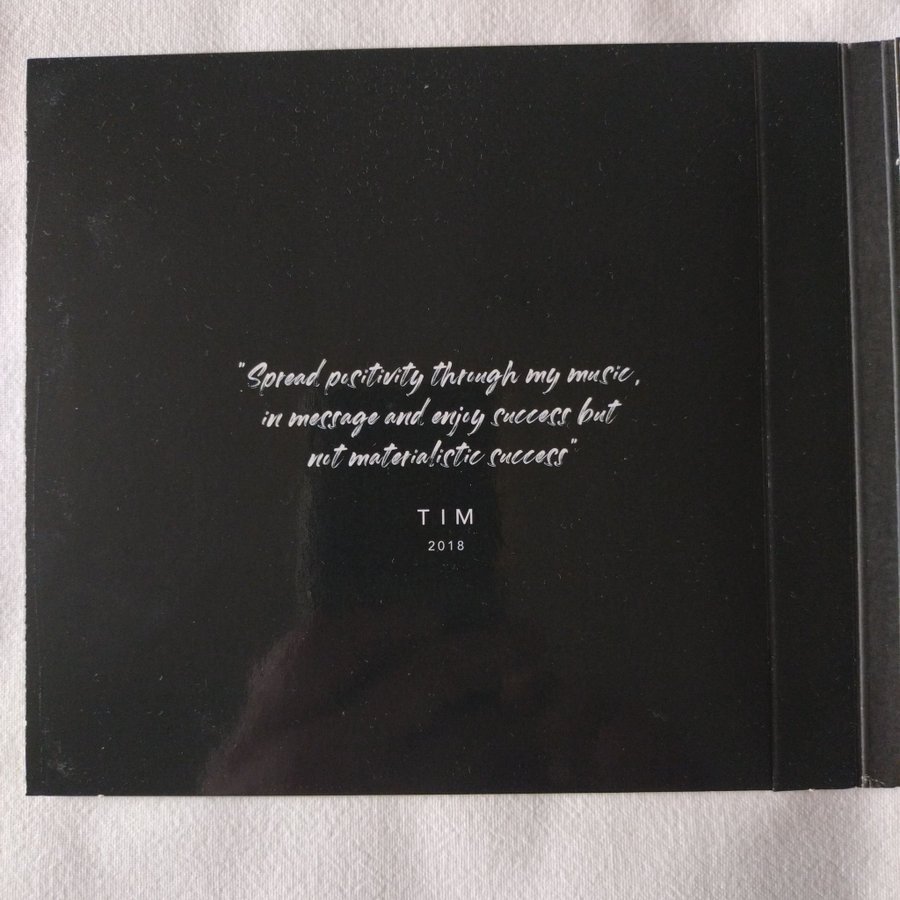 "Spread positivity through my music,
in message and enjoy success but
not materialistic success"
TIM
2018